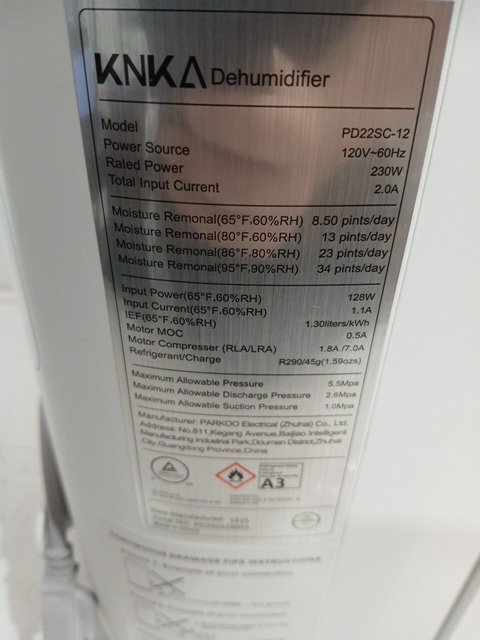 KNKA Dehumidifier
Model PD22SC-12
Power Source 120V~60Hz
Rated Power 230W
Total Input Current 2.0A
Moisture Remonal(65°F.60%RH) 8.50 pints/day
Moisture Remonal(80°F.60%RH) 13 pints/day
Moisture Remonal(86°F.80%RH) 23 pints/day
Moisture Remonal(95°F.90%RH) 34 pints/day
Input Power(65°F.60%RH) 128W
Input Current(65°F.60%RH) 1.1A
IEF(65°F.60%RH) 1.30liters/kWh
Motor MOC 0.5A
Motor Compresser (RLA/LRA) 1.8A /7.0A
Refrigerant/Charge R290/45g(1.59ozs)
Maximum Allowable Pressure 5.5Mpa
Maximum Allowable Discharge Pressure 2.6Mpa
Maximum Allowable Suction Pressure 1.0Mpa
Manufacturer: PARKOO Electrical (Zhuhai) Co., Ltd.
Address: No.811,Kegang Avenue,Baijiao Intelligent
Manufacturing Industrial Park,Doumen District,Zhuhai
City,Guangdong Province,China
A3